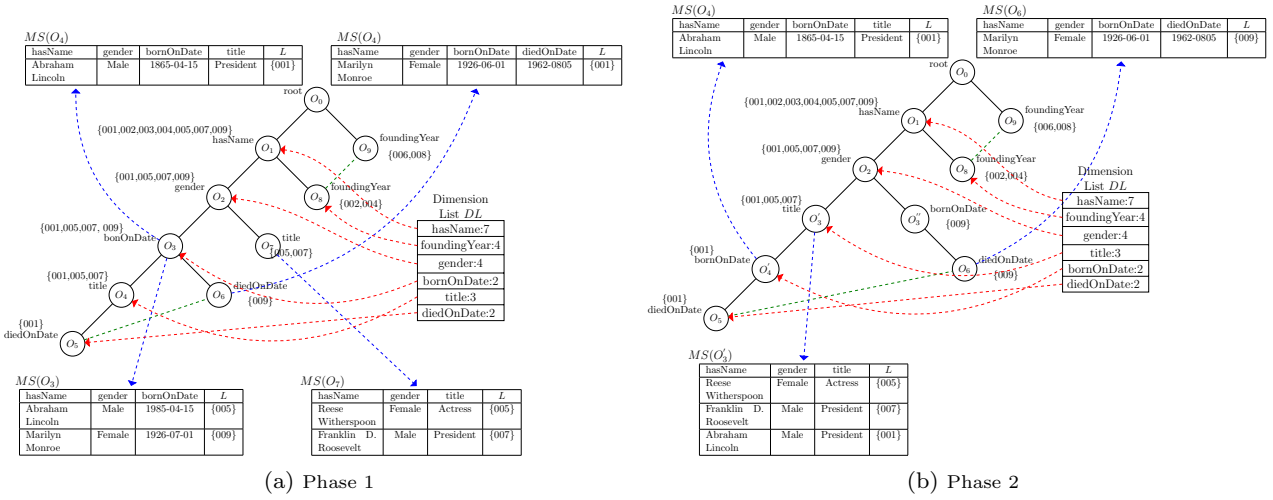 MS(O4)
hasName gender bornOnDate title L
Abraham Male 1865-04-15 President {001}
Lincoln
MS(O4)
hasName gender bornOnDate diedOnDate L
Marilyn Female 1926-06-01 1962-0805 {001}
Monroe
root O0
{001,002,003,004,005,007,009}
hasName O1
O9 foundingYear
{006,008}
{001,005,007,009}
gender O2
O8 foundingYear
{002,004}
{001,005,007, 009}
bonOnDate O3
O7 title
{005,007}
{001,005,007}
title O4
O6 diedOnDate
{009}
{001}
diedOnDate O5
Dimension
List DL
hasName:7
foundingYear:4
gender:4
bornOnDate:2
title:3
diedOnDate:2
MS(O3)
hasName gender bornOnDate L
Abraham Male 1985-04-15 {005}
Lincoln
Marilyn Female 1926-07-01 {009}
Monroe
MS(O7)
hasName gender title L
Reese Female Actress {005}
Witherspoon
Franklin D. Male President {007}
Roosevelt
(a) Phase 1
MS(O4)
hasName gender bornOnDate title L
Abraham Male 1865-04-15 President {001}
Lincoln
MS(O6)
hasName gender bornOnDate diedOnDate L
Marilyn Female 1926-06-01 1962-0805 {009}
Monroe
root O0
{001,002,003,004,005,007,009}
hasName O1
O9 foundingYear
{006,008}
{001,005,007,009}
gender O2
O8 foundingYear
{002,004}
{001,005,007}
title O3′
O3″ bornOnDate
{009}
{001}
bornOnDate O4′
O6 diedOnDate
{009}
{001}
diedOnDate O5
Dimension
List DL
hasName:7
foundingYear:4
gender:4
title:3
bornOnDate:2
diedOnDate:2
MS(O3′)
hasName gender title L
Reese Female Actress {005}
Witherspoon
Franklin D. Male President {007}
Roosevelt
Abraham Male President {001}
Lincoln
(b) Phase 2